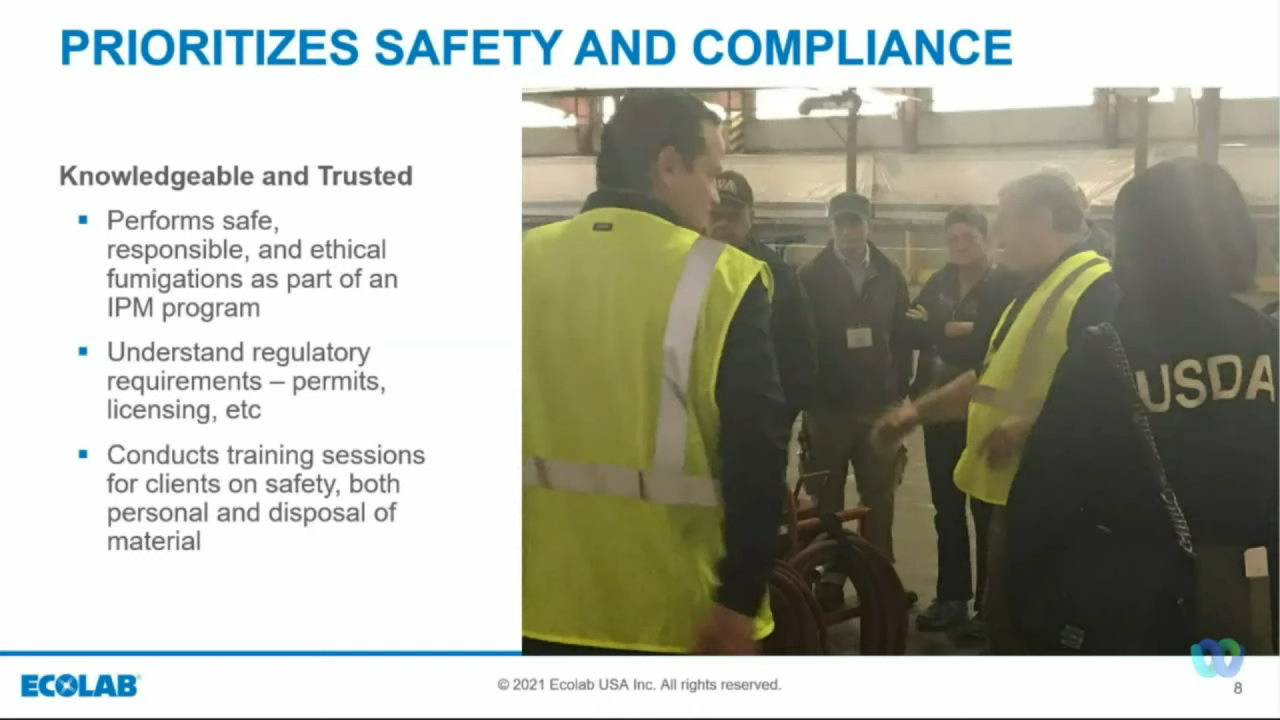 PRIORITIZES SAFETY AND COMPLIANCE
Knowledgeable and Trusted
Performs safe,
responsible, and ethical
fumigations as part of an
IPM program
Understand regulatory
requirements – permits,
licensing, etc
Conducts training sessions
for clients on safety, both
personal and disposal of
material
USDA
ECOLAB
© 2021 Ecolab USA Inc. All rights reserved.
8